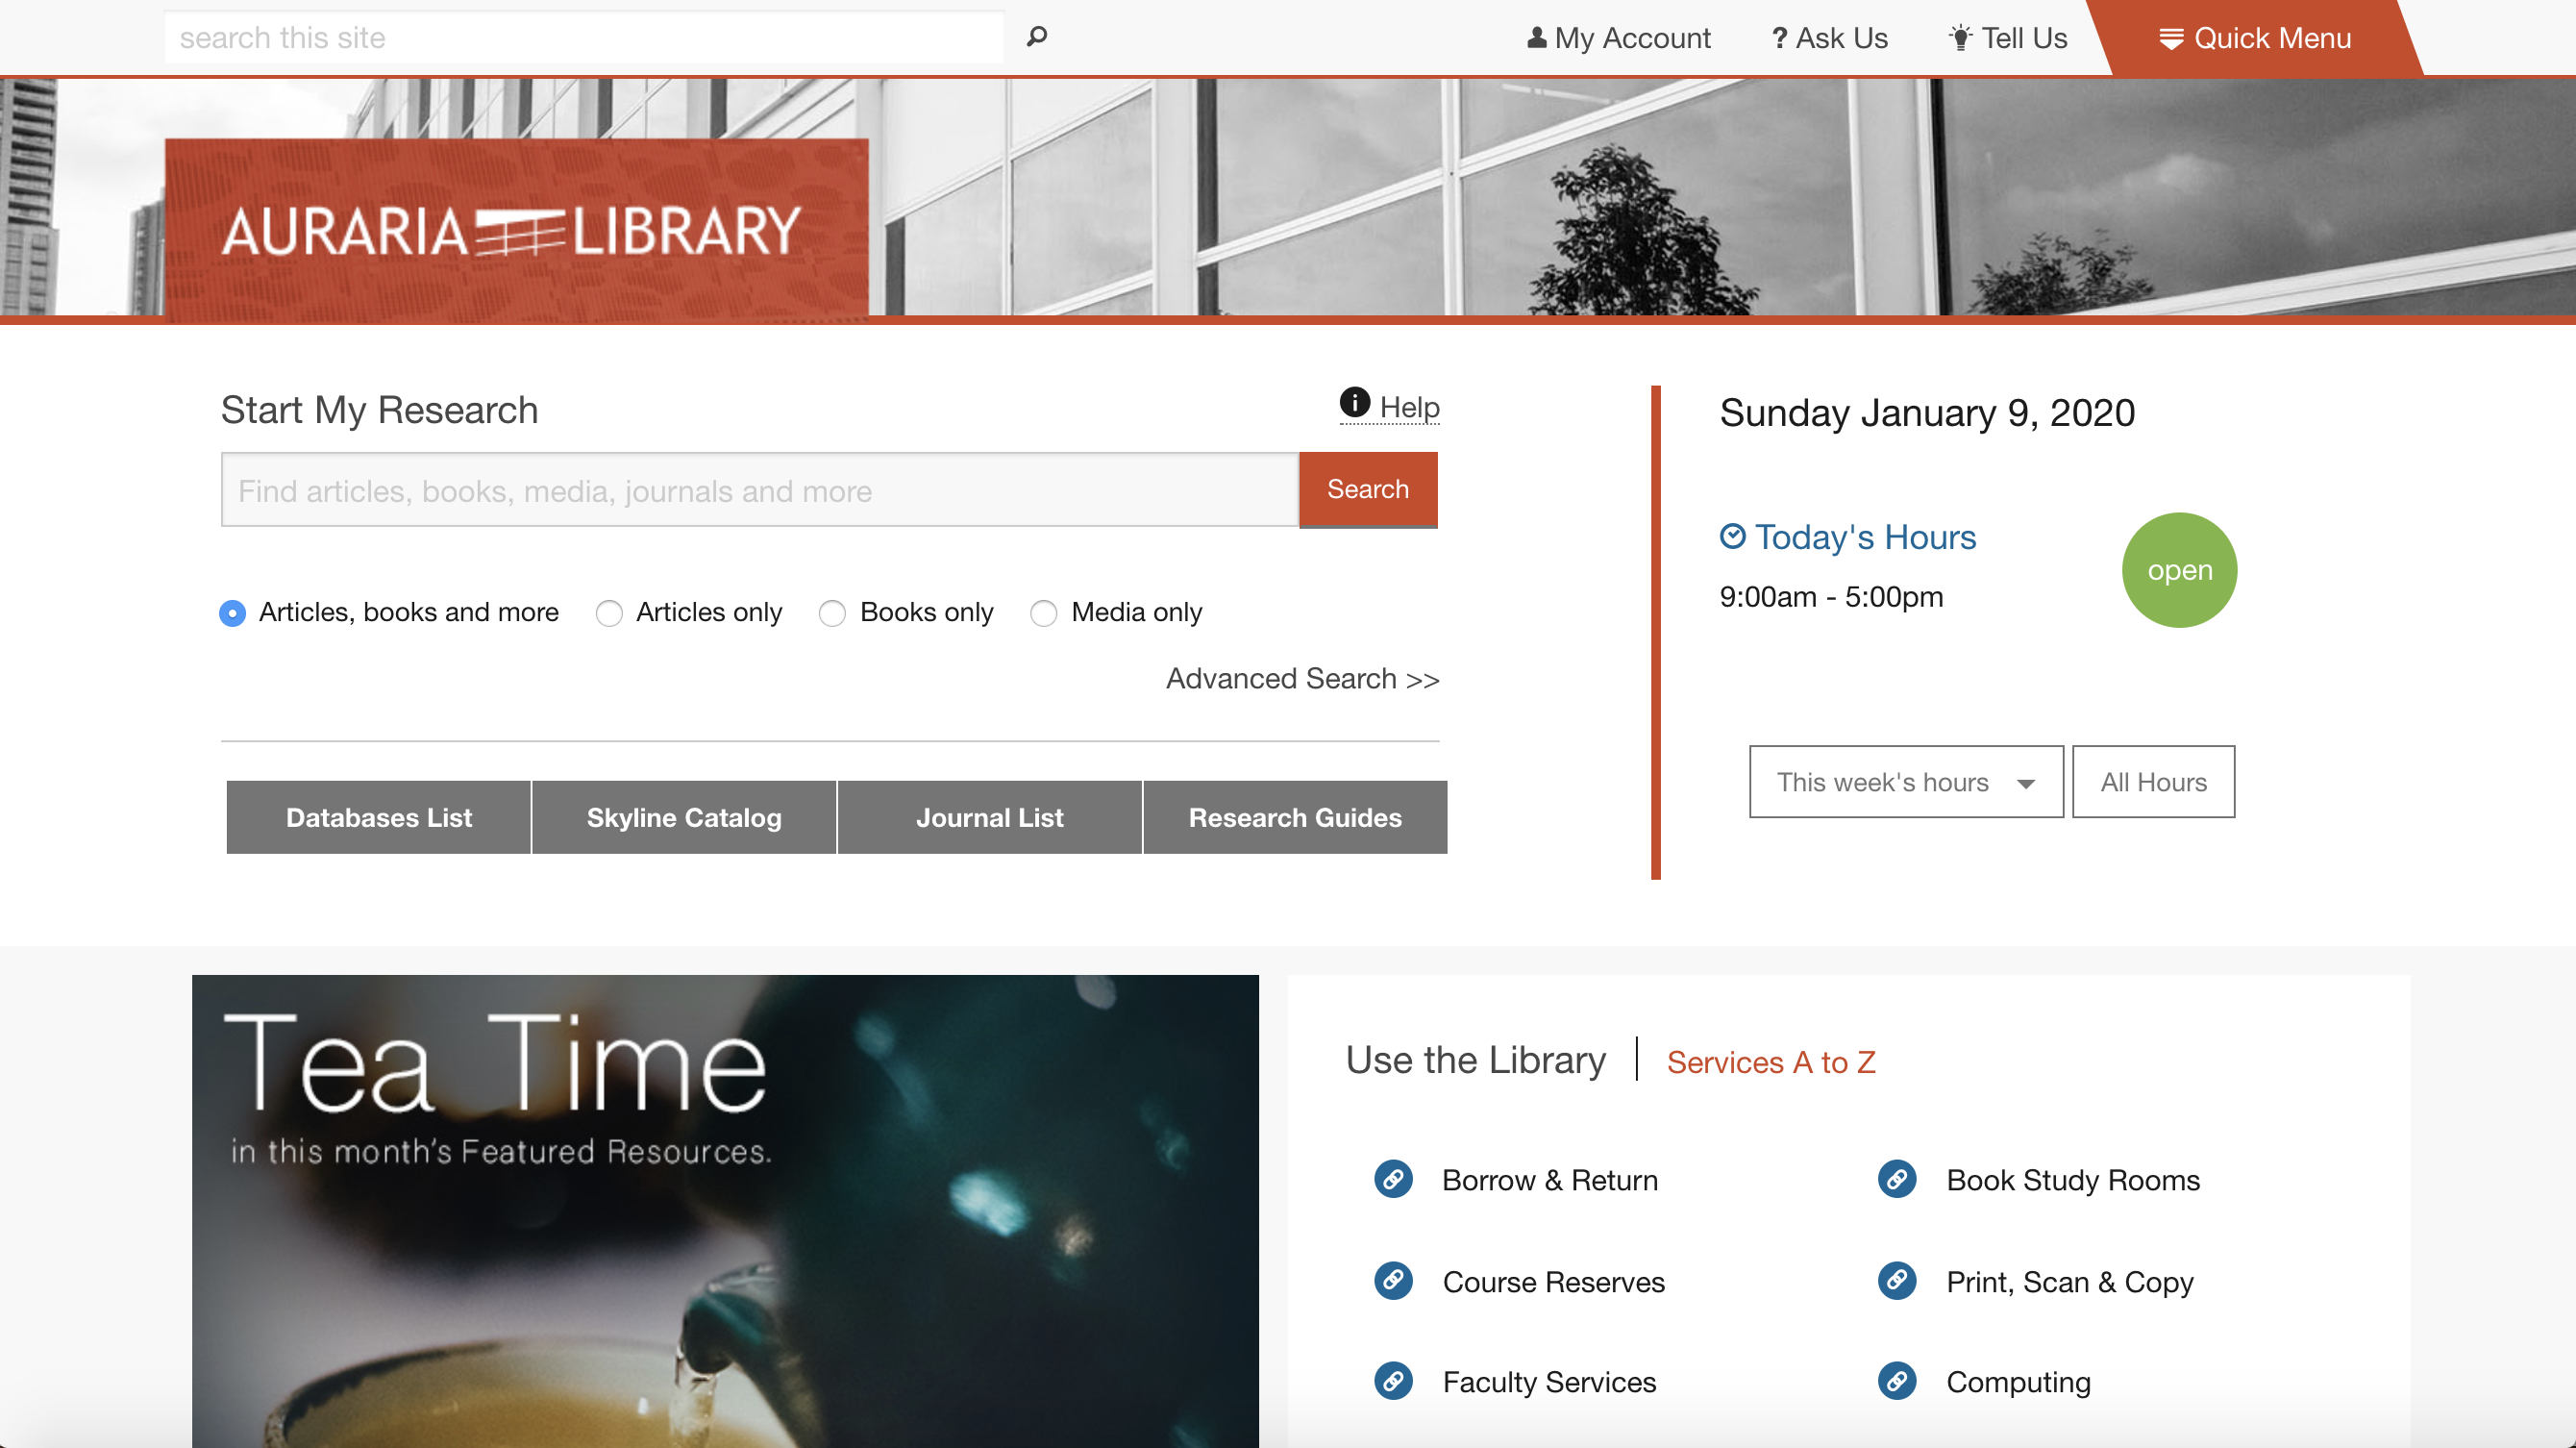 search this site
My Account
? Ask Us
Tell Us
Quick Menu
AURARIA LIBRARY
Start My Research
Help
Find articles, books, media, journals and more
Search
Articles, books and more
Articles only
Books only
Media only
Advanced Search >>
Databases List
Skyline Catalog
Journal List
Research Guides
Sunday January 9, 2020
Today's Hours
9:00am - 5:00pm
open
This week's hours
All Hours
Tea Time
in this month's Featured Resources.
Use the Library
Services A to Z
Borrow & Return
Book Study Rooms
Course Reserves
Print, Scan & Copy
Faculty Services
Computing